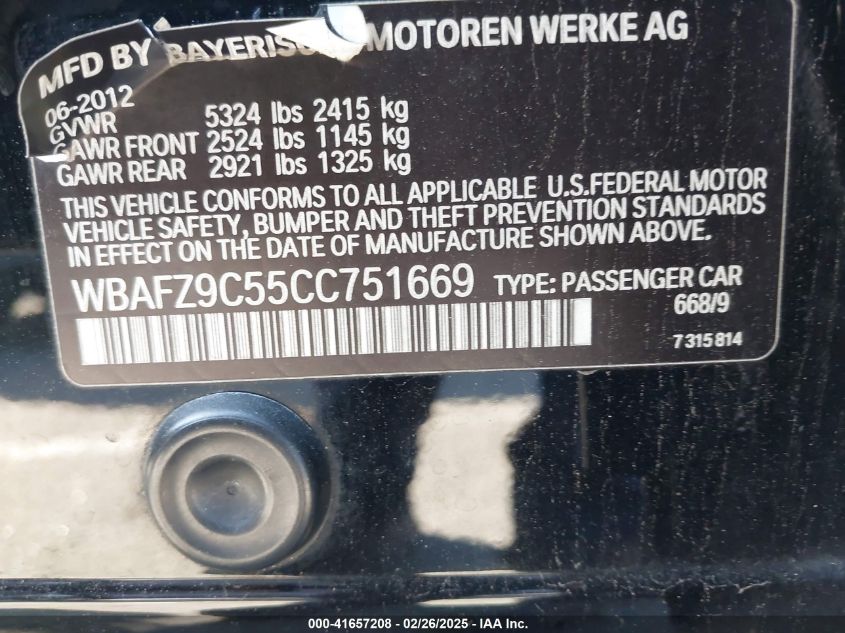 MFD BY BAYERIS MOTOREN WERKE AG
06-2012
GVWR 5324 lbs 2415 kg
GAWR FRONT 2524 lbs 1145 kg
GAWR REAR 2921 lbs 1325 kg
THIS VEHICLE CONFORMS TO ALL APPLICABLE U.S.FEDERAL MOTOR
VEHICLE SAFETY, BUMPER AND THEFT PREVENTION STANDARDS
IN EFFECT ON THE DATE OF MANUFACTURE SHOWN ABOVE.
WBAFZ9C55CC751669 TYPE: PASSENGER CAR
668/9
7 315 814
000-41657208 - 02/26/2025 - IAA Inc.